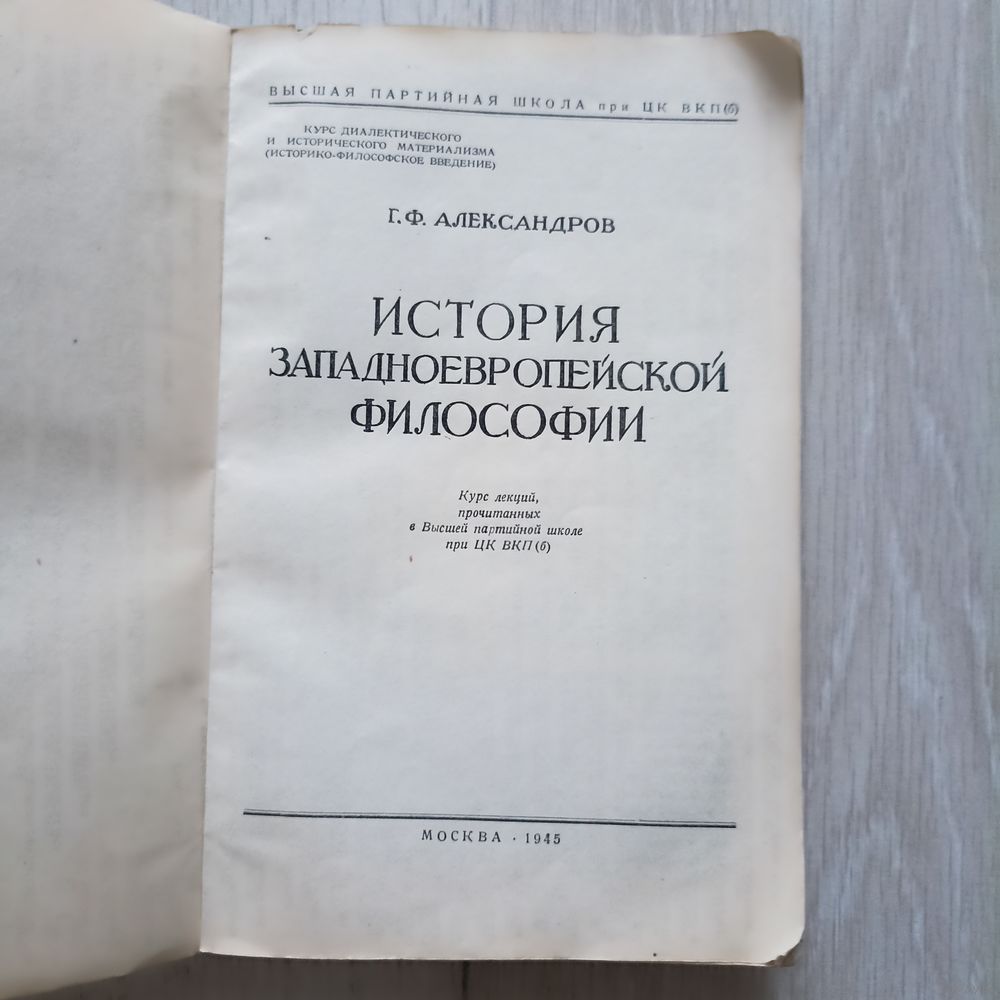 ВЫСШАЯ ПАРТИЙНАЯ ШКОЛА при ЦК ВКП(б)
КУРС ДИАЛЕКТИЧЕСКОГО
И ИСТОРИЧЕСКОГО МАТЕРИАЛИЗМА
(ИСТОРИКО-ФИЛОСОФСКОЕ ВВЕДЕНИЕ)
Г. Ф. АЛЕКСАНДРОВ
ИСТОРИЯ
ЗАПАДНОЕВРОПЕЙСКОЙ
ФИЛОСОФИИ
Курс лекций,
прочитанных
в Высшей партийной школе
при ЦК ВКП(б)
МОСКВА · 1945